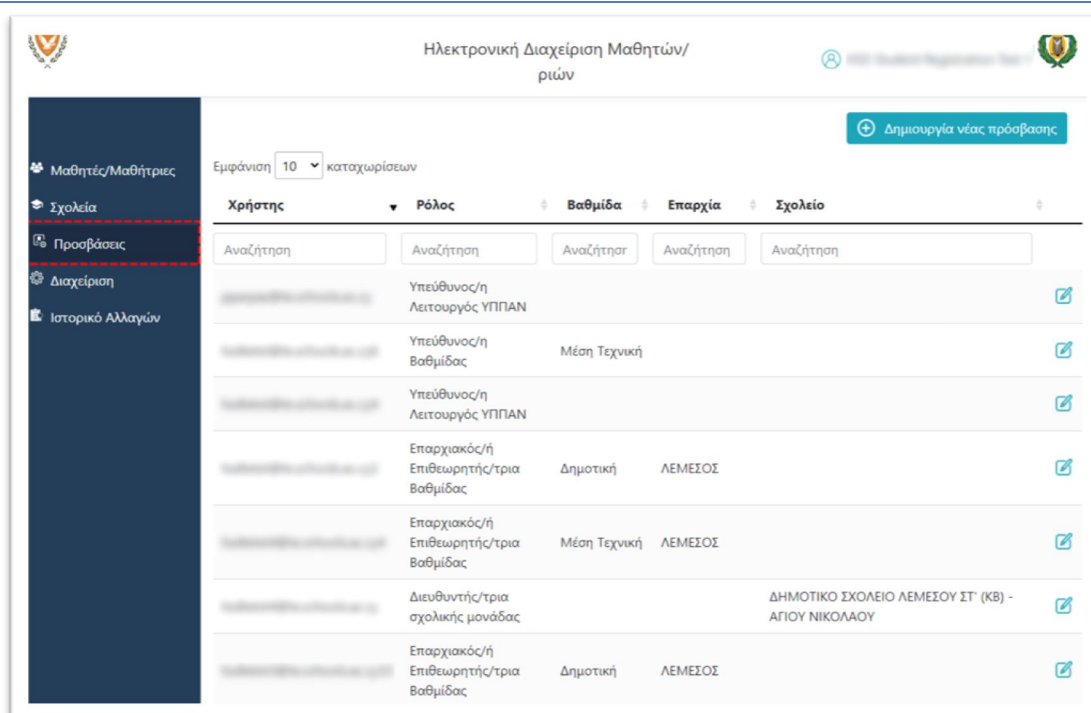 Ηλεκτρονική Διαχείριση Μαθητών/
ριών
Δημιουργία νέας πρόσβασης
Μαθητές/Μαθήτριες
Σχολεία
Προσβάσεις
Διαχείριση
Ιστορικό Αλλαγών
Εμφάνιση 10 καταχωρίσεων
Χρήστης Ρόλος Βαθμίδα Επαρχία Σχολείο
Αναζήτηση Αναζήτηση Αναζήτησr Αναζήτηση Αναζήτηση
Υπεύθυνος/η
Λειτουργός ΥΠΠΑΝ
Υπεύθυνος/η
Βαθμίδας
Μέση Τεχνική
Υπεύθυνος/η
Λειτουργός ΥΠΠΑΝ
Επαρχιακός/ή
Επιθεωρητής/τρια
Βαθμίδας
Δημοτική ΛΕΜΕΣΟΣ
Επαρχιακός/ή
Επιθεωρητής/τρια
Βαθμίδας
Μέση Τεχνική ΛΕΜΕΣΟΣ
Διευθυντής/τρια
σχολικής μονάδας
ΔΗΜΟΤΙΚΟ ΣΧΟΛΕΙΟ ΛΕΜΕΣΟΥ ΣΤ' (ΚΒ) -
ΑΓΙΟΥ ΝΙΚΟΛΑΟΥ
Επαρχιακός/ή
Επιθεωρητής/τρια
Βαθμίδας
Δημοτική ΛΕΜΕΣΟΣ